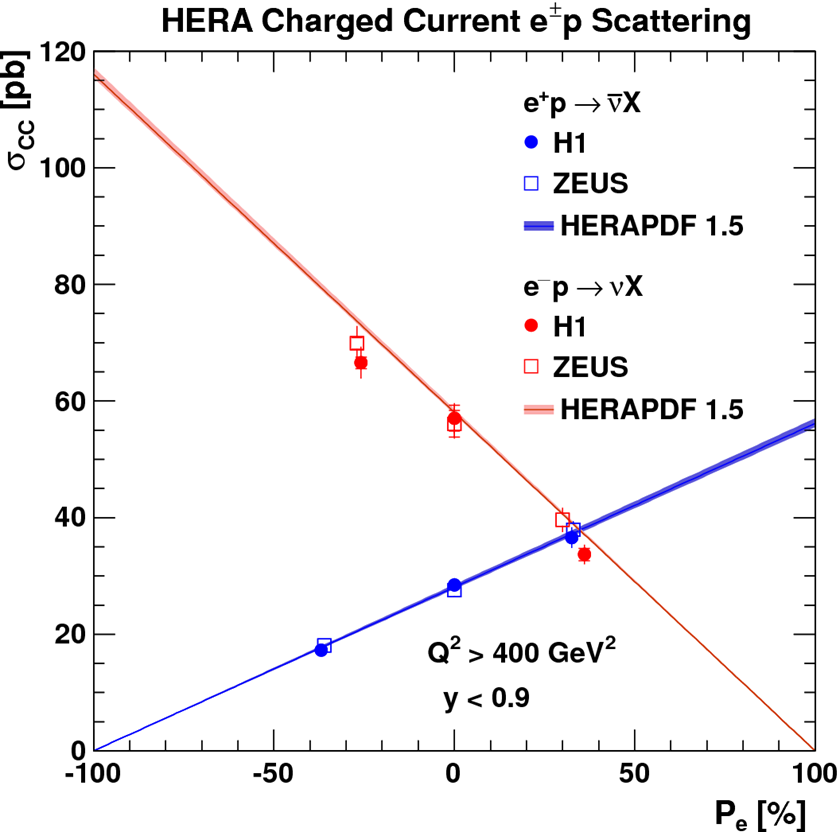 HERA Charged Current e±p Scattering
σCC [pb]
120
100
80
60
40
20
0
e⁺p → ν̅X
H1
ZEUS
HERAPDF 1.5
e⁻p → νX
H1
ZEUS
HERAPDF 1.5
Q² > 400 GeV²
y < 0.9
-100 -50 0 50 100
Pe [%]